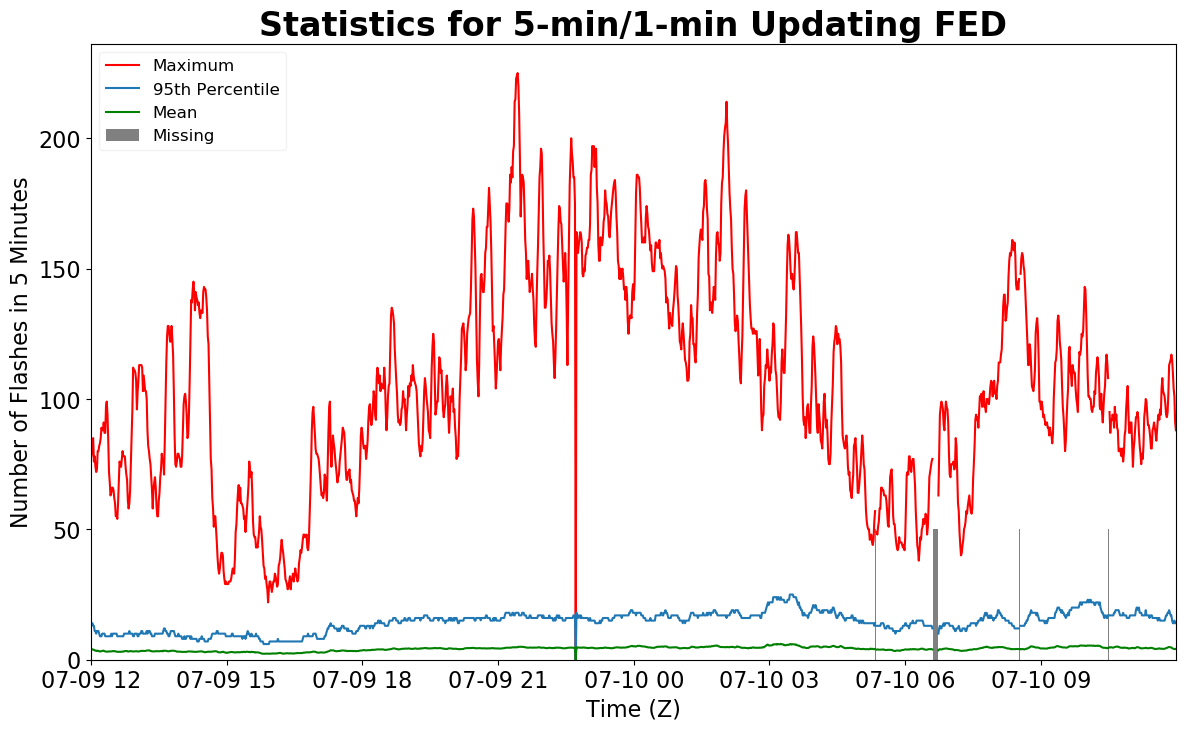 Statistics for 5-min/1-min Updating FED
Maximum
95th Percentile
Mean
Missing
Number of Flashes in 5 Minutes
200
150
100
50
0
07-09 12 07-09 15 07-09 18 07-09 21 07-10 00 07-10 03 07-10 06 07-10 09
Time (Z)